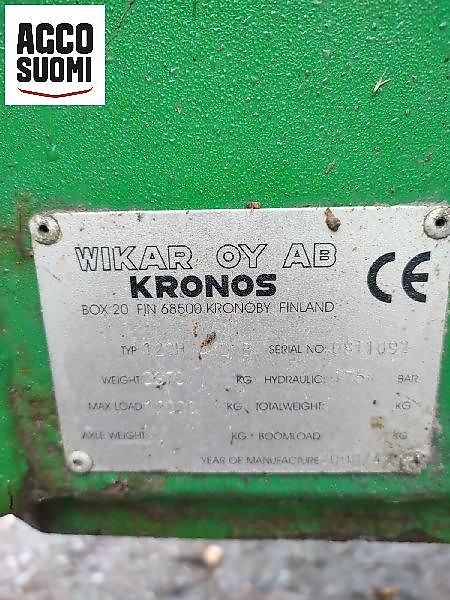 AGCO
SUOMI
WIKAR OY AB
KRONOS
CE
BOX 20 FIN 68500 KRONOBY FINLAND
TYP SERIAL NO
WEIGHT KG HYDRAULIC BAR
MAX LOAD KG TOTALWEIGHT KG
AXLE WEIGHT KG BOOMLOAD KG
YEAR OF MANUFACTURE